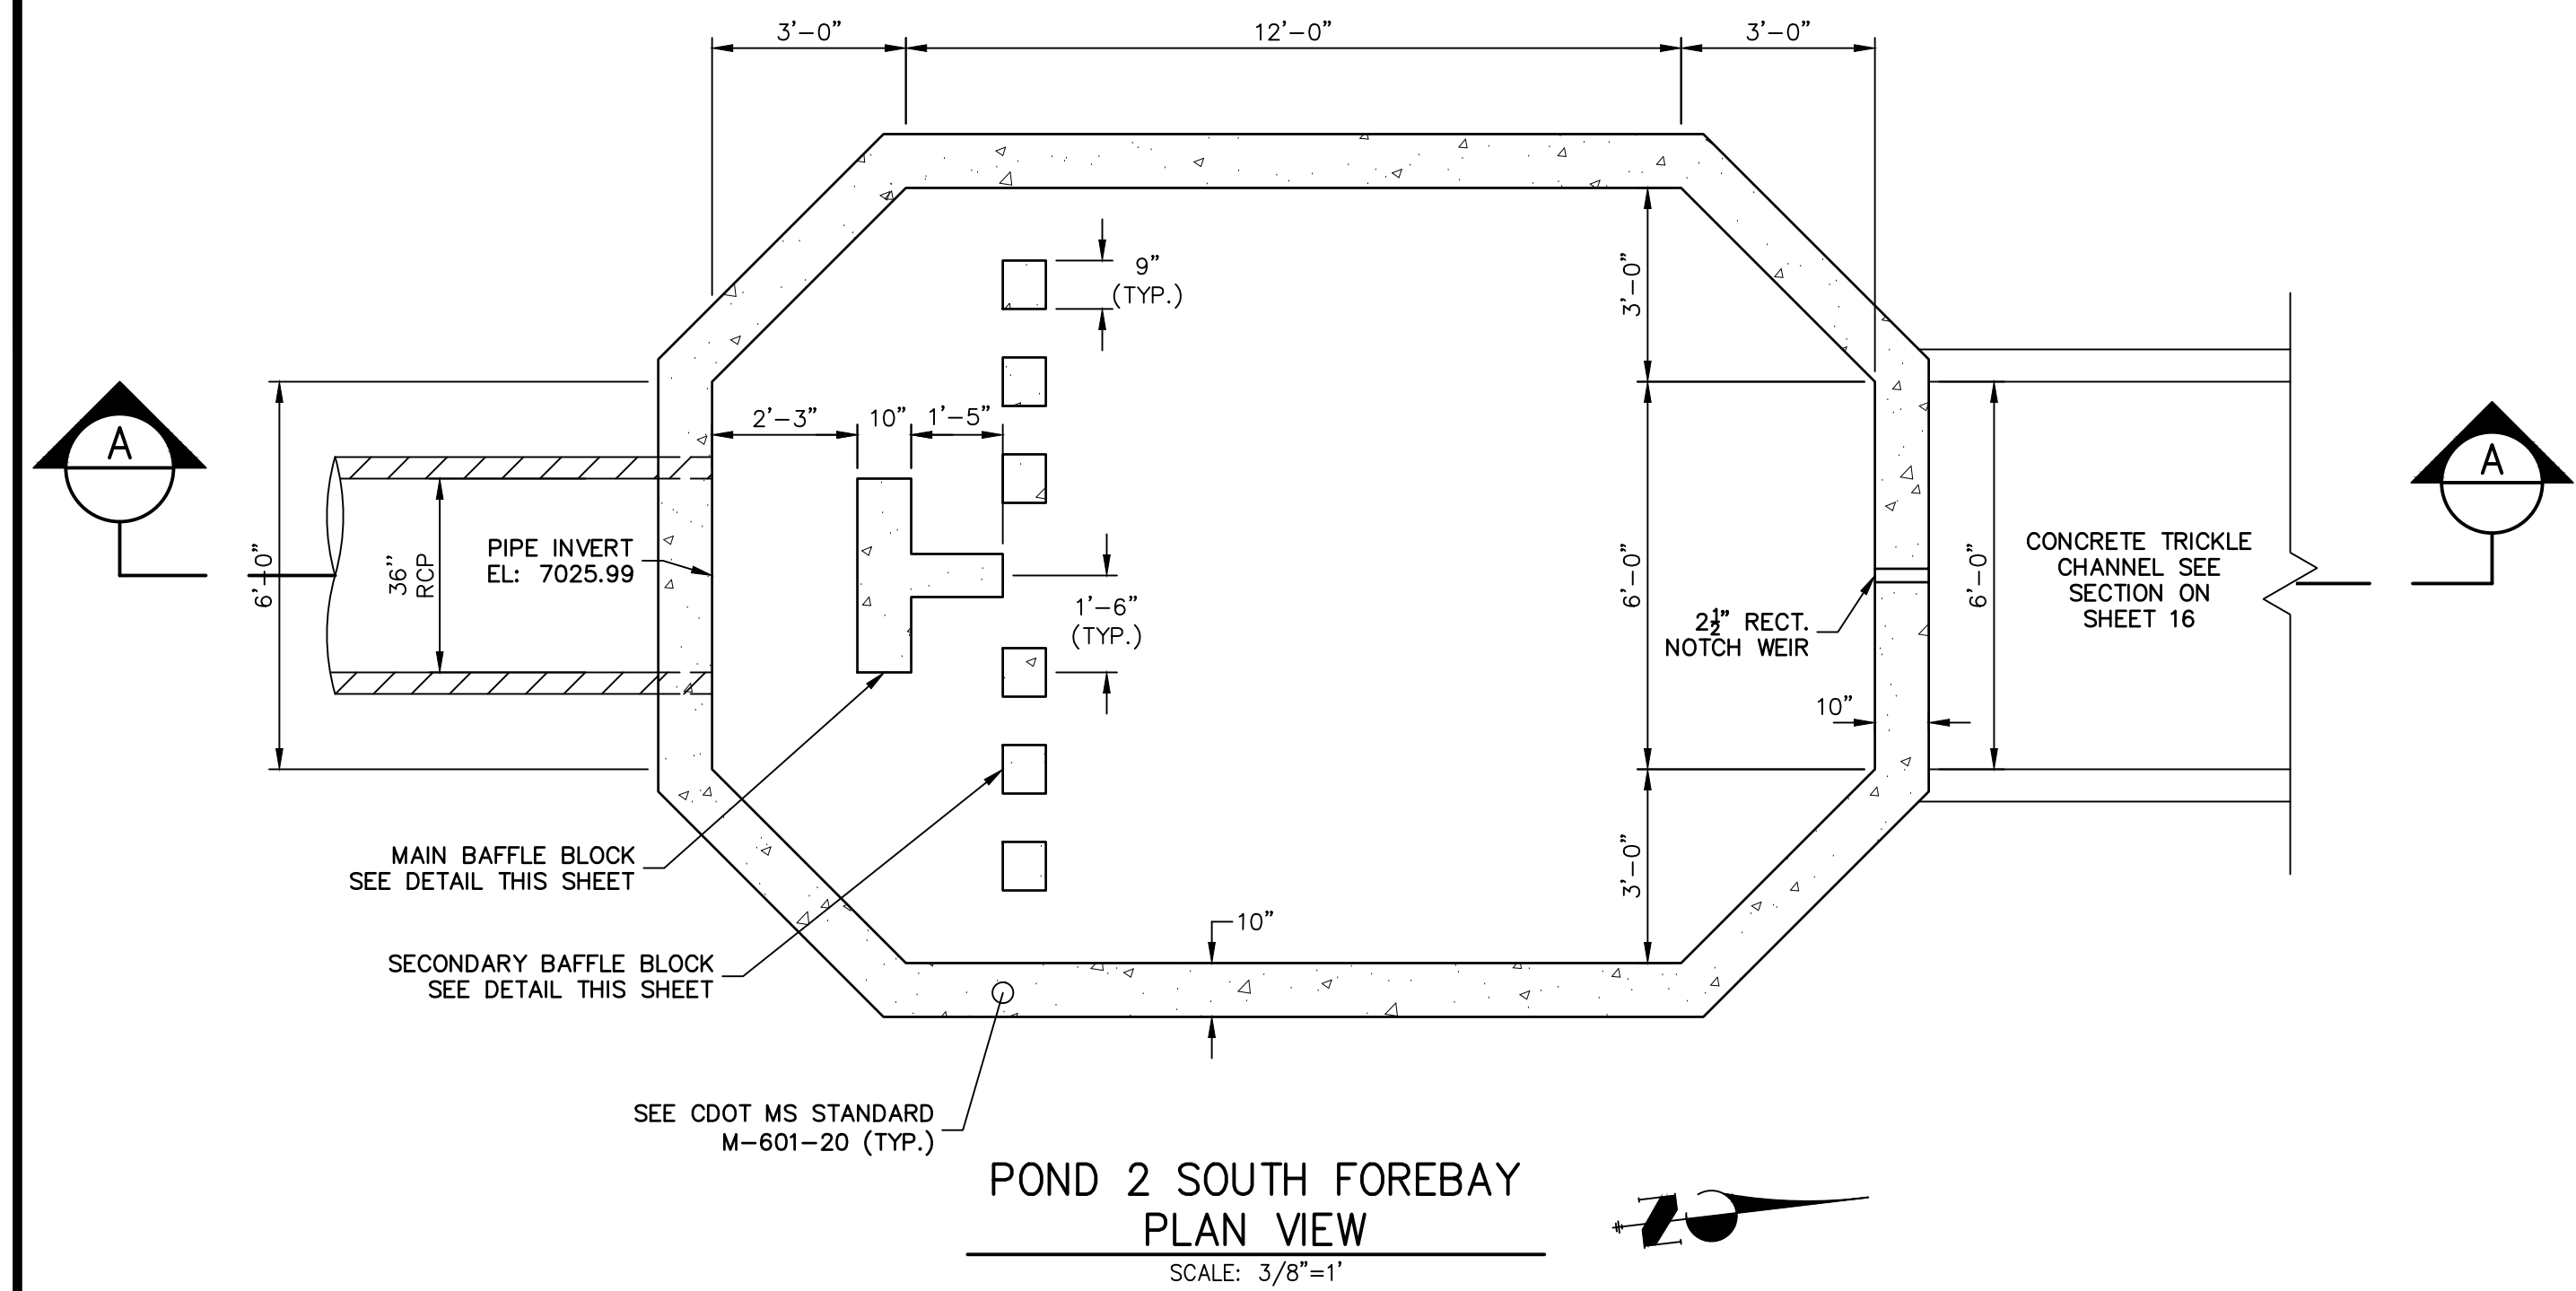 3'-0"
12'-0"
3'-0"
9"
(TYP.)
3'-0"
2'-3"
10"
1'-5"
A
A
6'-0"
36"
RCP
PIPE INVERT
EL: 7025.99
1'-6"
(TYP.)
6'-0"
2½" RECT.
NOTCH WEIR
6'-0"
CONCRETE TRICKLE
CHANNEL SEE
SECTION ON
SHEET 16
10"
MAIN BAFFLE BLOCK
SEE DETAIL THIS SHEET
3'-0"
SECONDARY BAFFLE BLOCK
SEE DETAIL THIS SHEET
10"
SEE CDOT MS STANDARD
M-601-20 (TYP.)
POND 2 SOUTH FOREBAY
PLAN VIEW
SCALE: 3/8"=1'
N